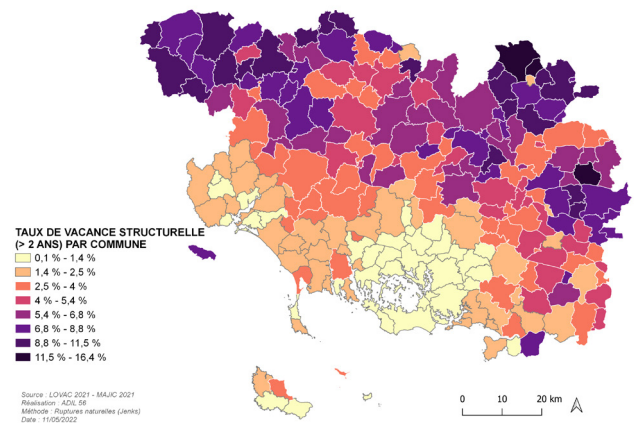 TAUX DE VACANCE STRUCTURELLE
(> 2 ANS) PAR COMMUNE
0,1 % - 1,4 %
1,4 % - 2,5 %
2,5 % - 4 %
4 % - 5,4 %
5,4 % - 6,8 %
6,8 % - 8,8 %
8,8 % - 11,5 %
11,5 % - 16,4 %
Source : LOVAC 2021 - MAJIC 2021
Réalisation : ADIL 56
Méthode : Ruptures naturelles (Jenks)
Date : 11/05/2022
0 10 20 km